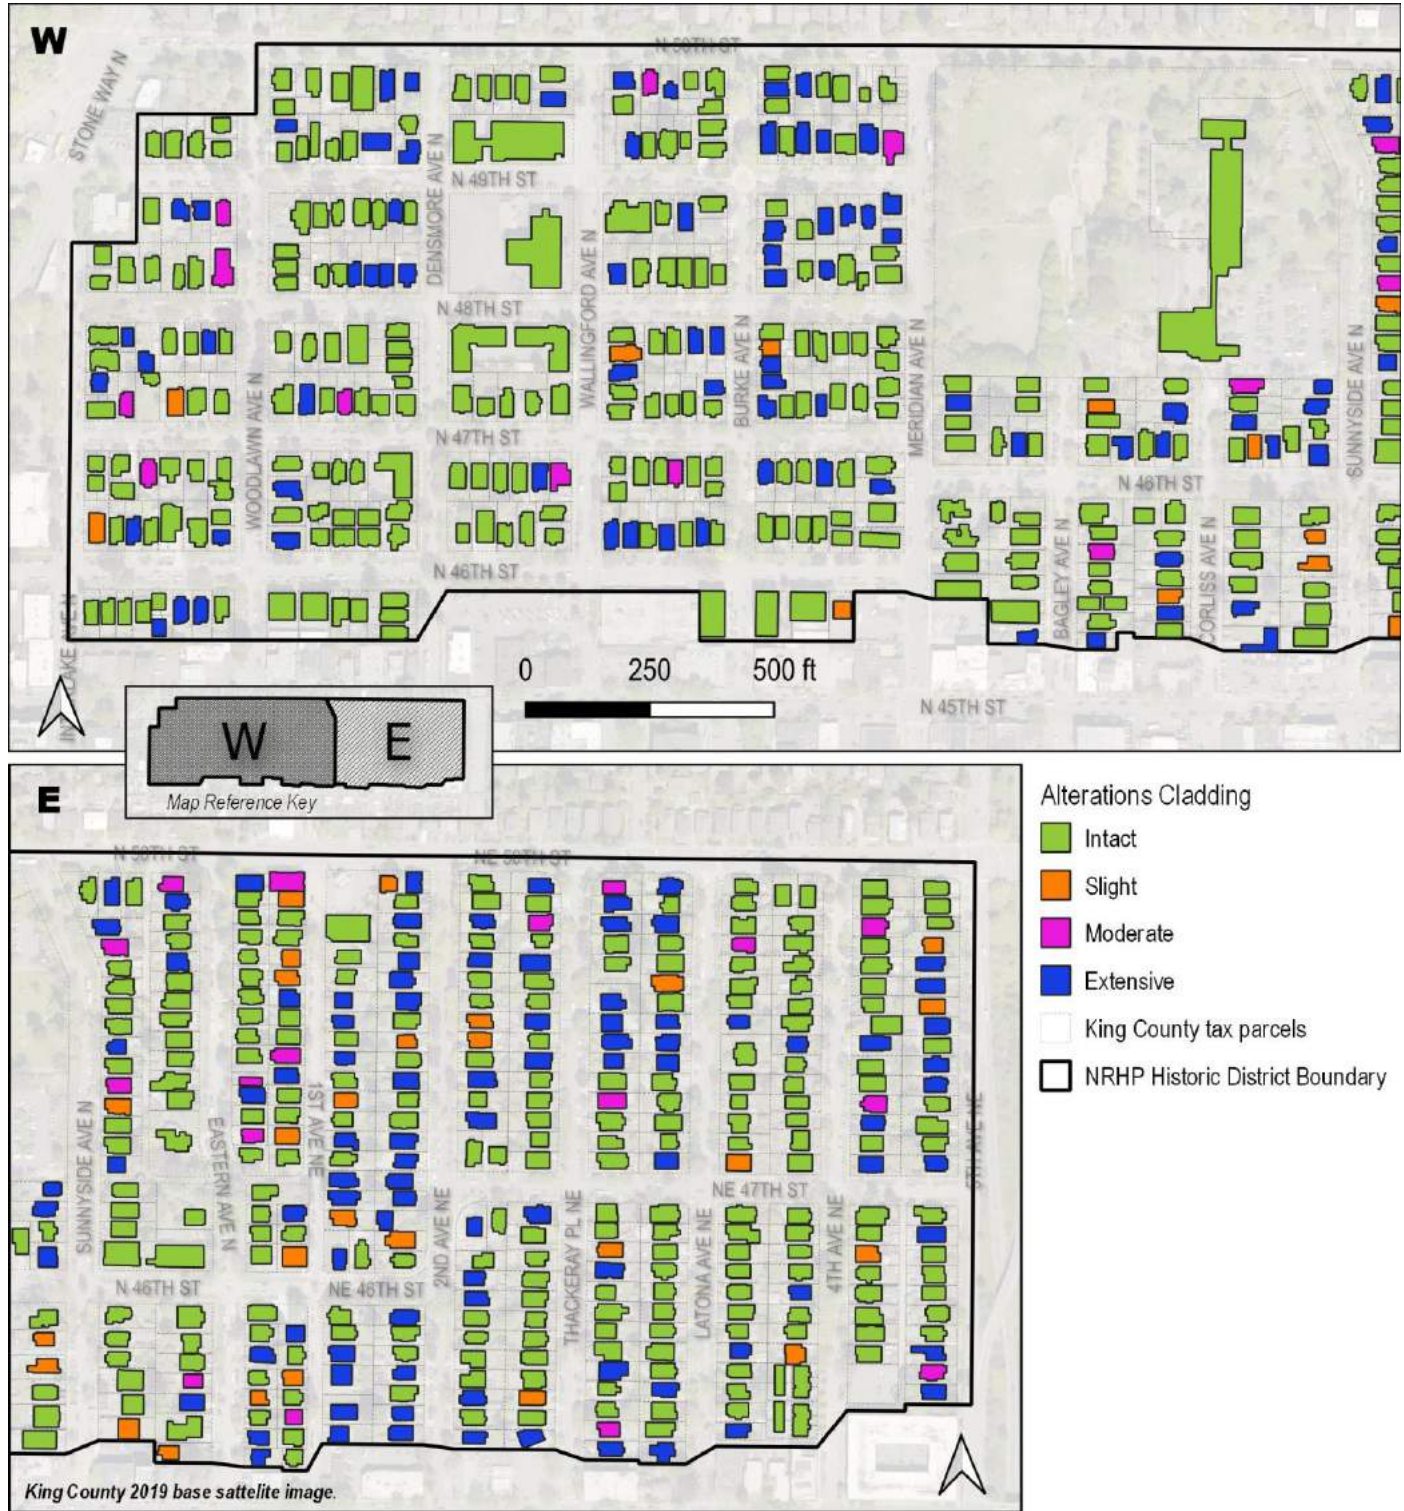 W
N 50TH ST
STONE WAY N
DENSMORE AVE N
N 49TH ST
WALLINGFORD AVE N
N 48TH ST
BURKE AVE N
MERIDIAN AVE N
SUNNYSIDE AVE N
WOODLAWN AVE N
N 47TH ST
N 46TH ST
BAGLEY AVE N
CORLISS AVE N
N 46TH ST
0 250 500 ft
N 45TH ST
W E
Map Reference Key
E
N 50TH ST
NE 50TH ST
Alterations Cladding
Intact
Slight
Moderate
Extensive
King County tax parcels
NRHP Historic District Boundary
SUNNYSIDE AVE N
EASTERN AVE N
1ST AVE NE
2ND AVE NE
THACKERAY PL NE
LATONA AVE NE
NE 47TH ST
4TH AVE NE
5TH AVE NE
N 46TH ST
NE 46TH ST
King County 2019 base sattelite image.